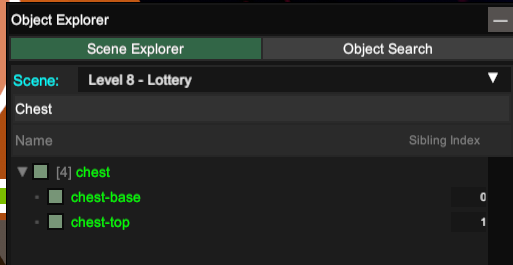 Object Explorer
Scene Explorer Object Search
Scene: Level 8 - Lottery ▼
Chest
Name Sibling Index
▼ [4] chest
• chest-base 0
• chest-top 1